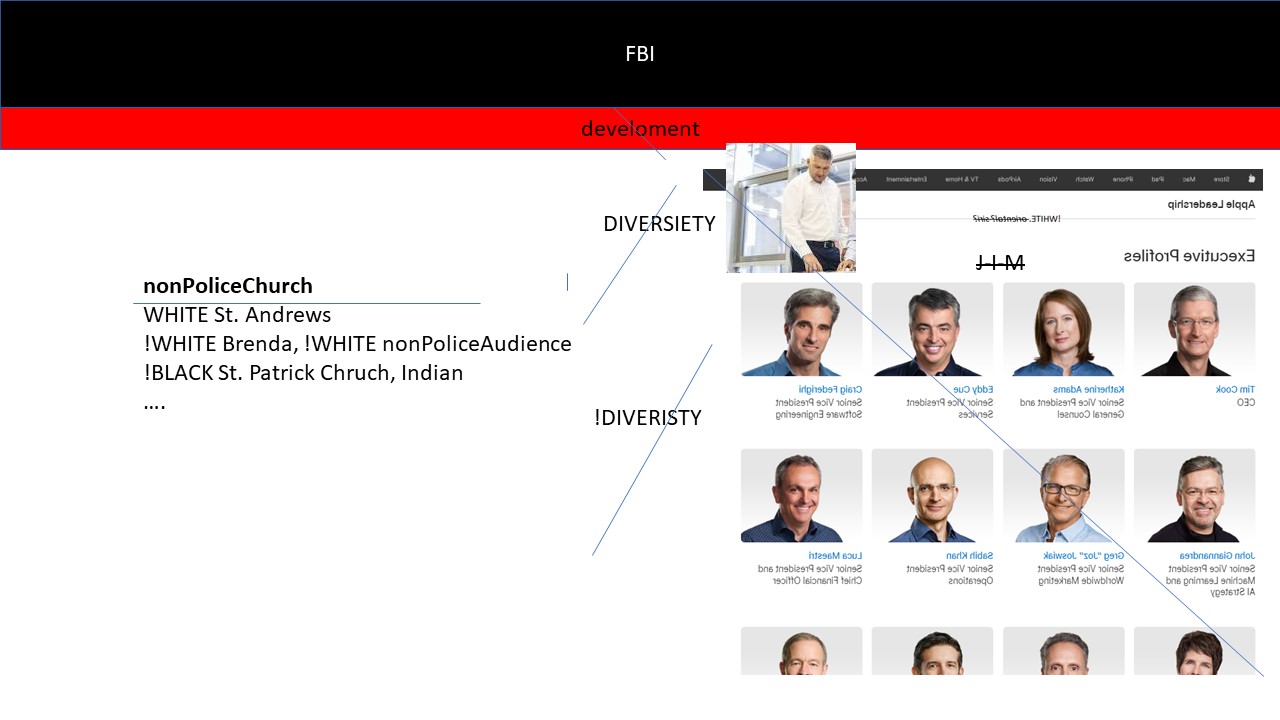 FBI
develoment
Store Mac iPad iPhone Watch Vision AirPods TV & Home Entertainment Acce
Apple Leadership
!WHITE. oriental? siri?
DIVERSIETY
Executive Profiles
J I M
nonPoliceChurch
WHITE St. Andrews
!WHITE Brenda, !WHITE nonPoliceAudience
!BLACK St. Patrick Chruch, Indian
....
!DIVERISTY
Craig Federighi
Senior Vice President
Software Engineering
Eddy Cue
Senior Vice President
Services
Katherine Adams
Senior Vice President and
General Counsel
Tim Cook
CEO
Luca Maestri
Senior Vice President and
Chief Financial Officer
Sabih Khan
Senior Vice President
Operations
Greg “Joz” Joswiak
Senior Vice President
Worldwide Marketing
John Giannandrea
Senior Vice President
Machine Learning and
AI Strategy